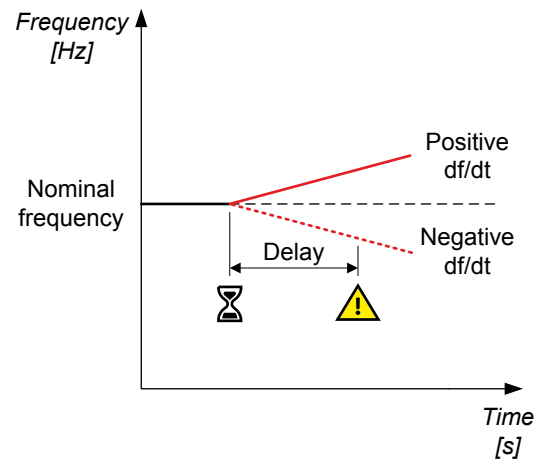 Frequency
[Hz]
Positive
df/dt
Nominal
frequency
Negative
df/dt
Delay
!
Time
[s]